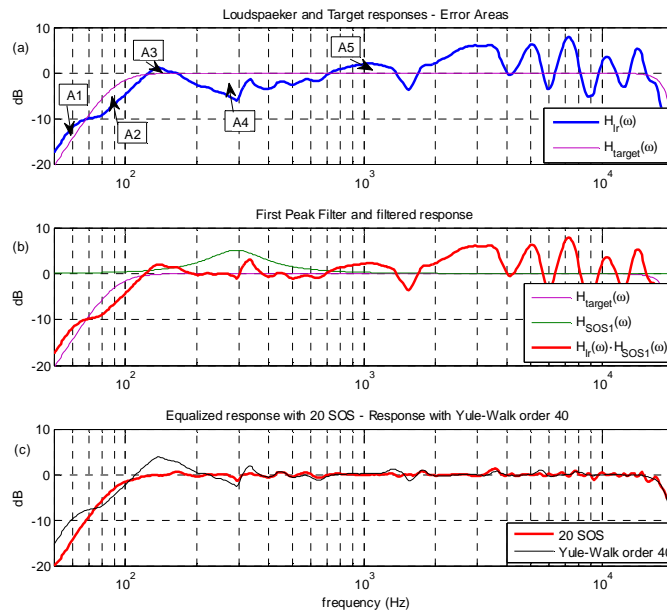 Loudspaeker and Target responses - Error Areas
(a)
A1
A2
A3
A4
A5
10
0
-10
-20
dB
10^2
10^3
10^4
H_lr(ω)
H_target(ω)
First Peak Filter and filtered response
(b)
10
0
-10
-20
dB
10^2
10^3
10^4
H_target(ω)
H_SOS1(ω)
H_lr(ω)·H_SOS1(ω)
Equalized response with 20 SOS - Response with Yule-Walk order 40
(c)
10
0
-10
-20
dB
10^2
10^3
10^4
20 SOS
Yule-Walk order 40
frequency (Hz)